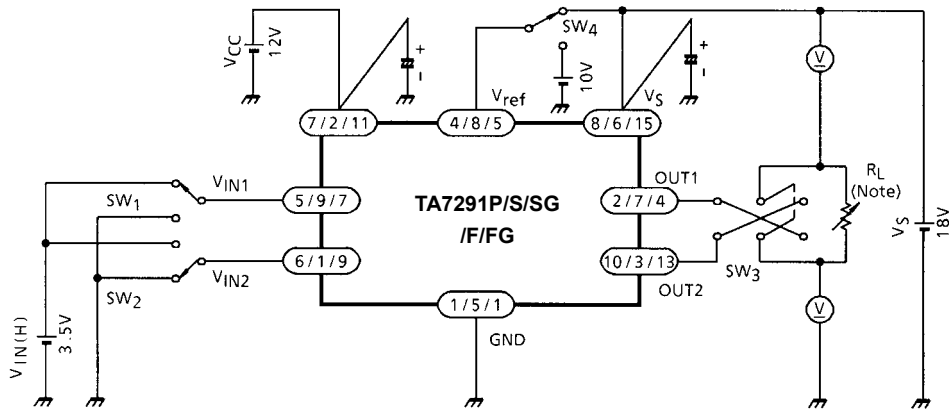 VCC
12V
+
-
SW4
10V
+
-
V
Vref
VS
7 / 2 / 11
4 / 8 / 5
8 / 6 / 15
VIN1
SW1
5 / 9 / 7
TA7291P/S/SG
/F/FG
OUT1
2 / 7 / 4
RL
(Note)
VS
18V
6 / 1 / 9
VIN2
SW2
10 / 3 / 13
OUT2
SW3
1 / 5 / 1
GND
V
VIN(H)
3.5V